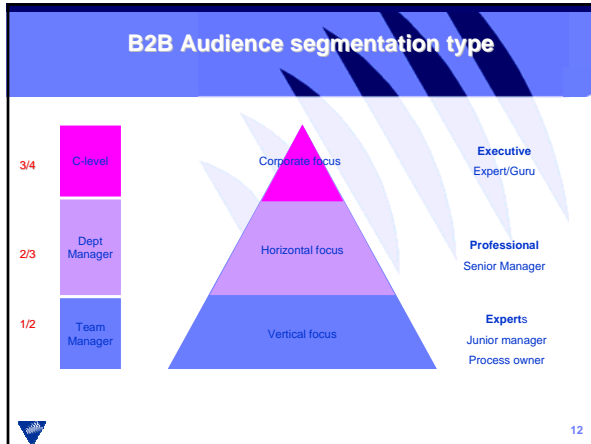 B2B Audience segmentation type
3/4
C-level
Corporate focus
Executive
Expert/Guru
2/3
Dept
Manager
Horizontal focus
Professional
Senior Manager
1/2
Team
Manager
Vertical focus
Experts
Junior manager
Process owner
12